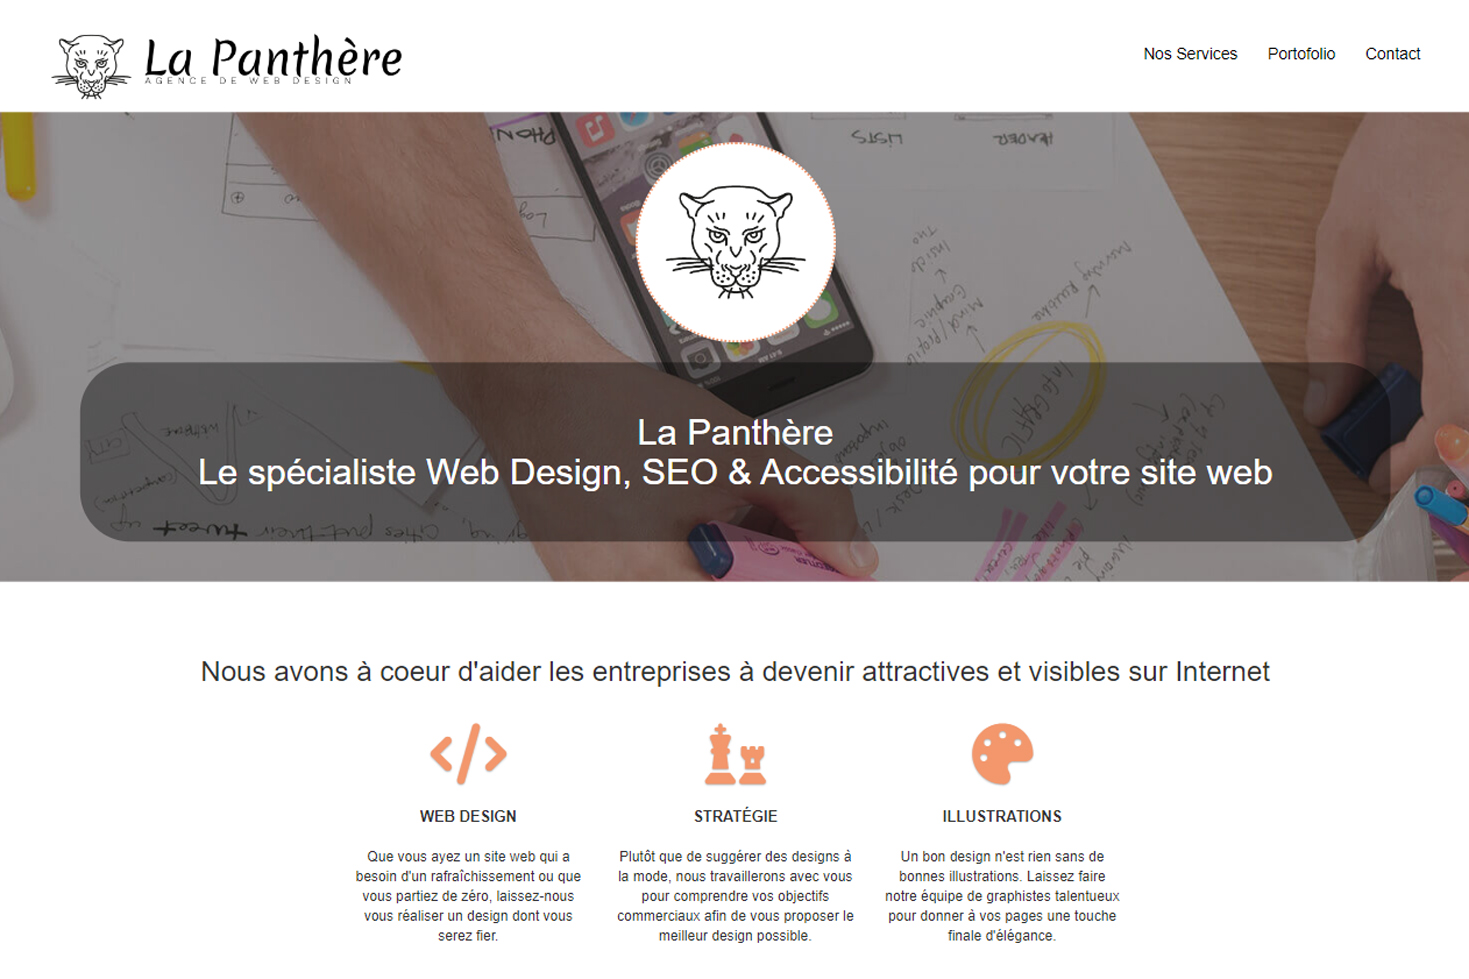 La Panthère
AGENCE DE WEB DESIGN
Nos Services
Portofolio
Contact
PHON
LISTS
HEADER
INFOGRAFIC
tweet
La Panthère
Le spécialiste Web Design, SEO & Accessibilité pour votre site web
Nous avons à coeur d'aider les entreprises à devenir attractives et visibles sur Internet
WEB DESIGN
Que vous ayez un site web qui a
besoin d'un rafraîchissement ou que
vous partiez de zéro, laissez-nous
vous réaliser un design dont vous
serez fier.
STRATÉGIE
Plutôt que de suggérer des designs à
la mode, nous travaillerons avec vous
pour comprendre vos objectifs
commerciaux afin de vous proposer le
meilleur design possible.
ILLUSTRATIONS
Un bon design n'est rien sans de
bonnes illustrations. Laissez faire
notre équipe de graphistes talentueux
pour donner à vos pages une touche
finale d'élégance.